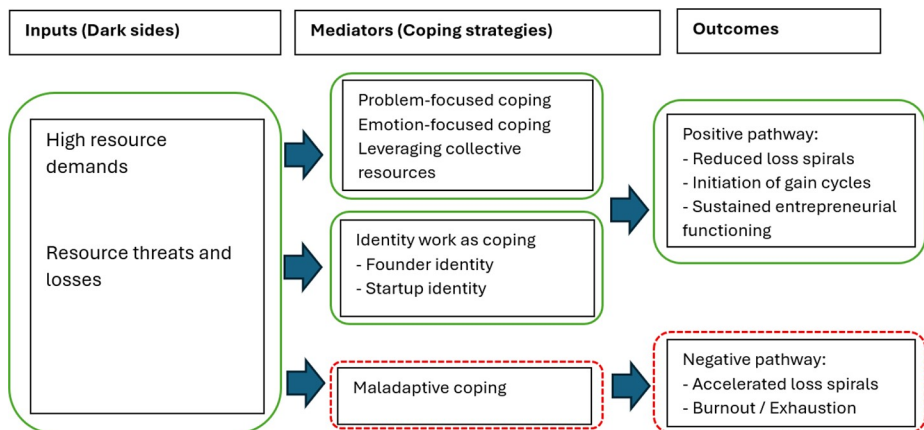 Inputs (Dark sides)
Mediators (Coping strategies)
Outcomes
High resource
demands
Resource threats and
losses
Problem-focused coping
Emotion-focused coping
Leveraging collective
resources
Identity work as coping
- Founder identity
- Startup identity
Maladaptive coping
Positive pathway:
- Reduced loss spirals
- Initiation of gain cycles
- Sustained entrepreneurial
functioning
Negative pathway:
- Accelerated loss spirals
- Burnout / Exhaustion